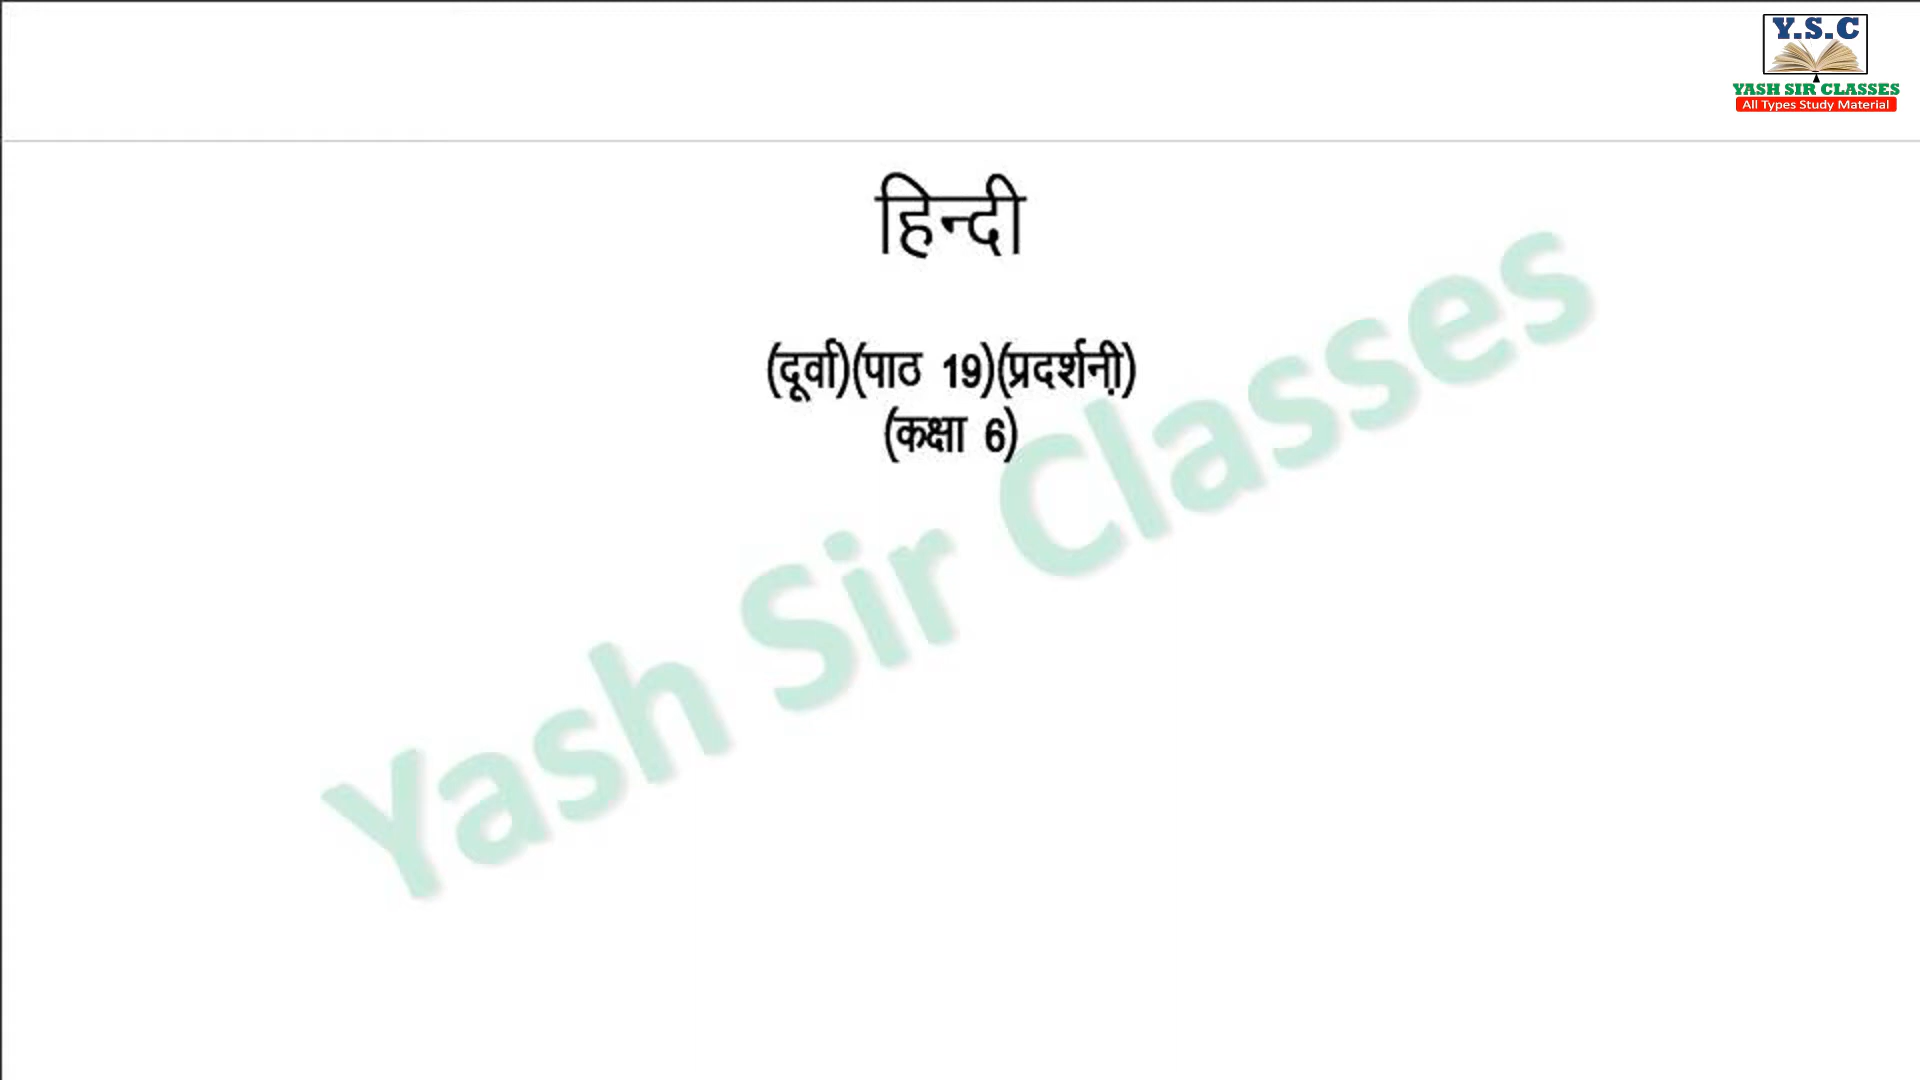 Y.S.C
YASH SIR CLASSES
All Types Study Material
हिन्दी
(दूर्वा)(पाठ 19)(प्रदर्शनी़)
(कक्षा 6)
Yash Sir Classes